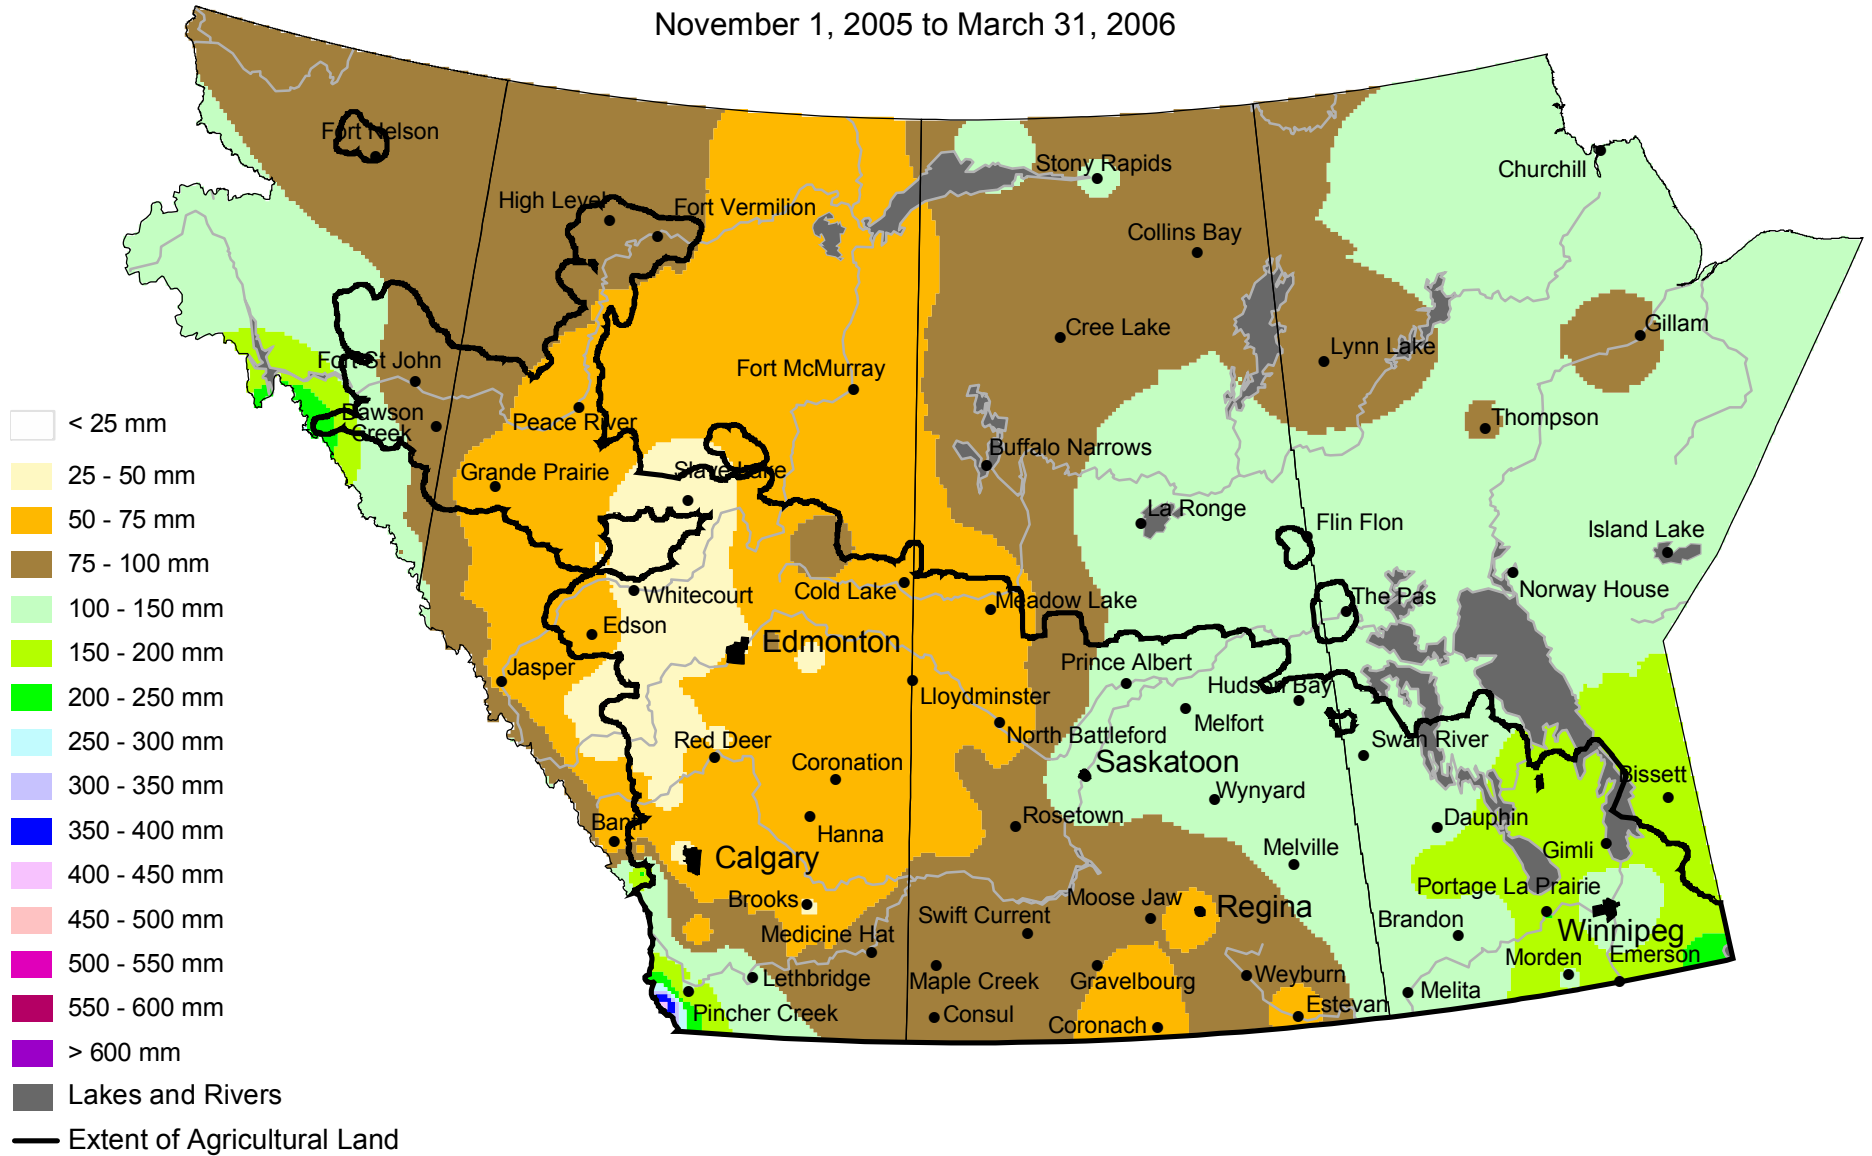 November 1, 2005 to March 31, 2006
Fort Nelson
Stony Rapids
Churchill
High Level
Fort Vermilion
Collins Bay
Gillam
Cree Lake
Lynn Lake
Fort St John
Fort McMurray
Dawson
Creek
Peace River
Thompson
Buffalo Narrows
Grande Prairie
Slave Lake
La Ronge
Flin Flon
Island Lake
Whitecourt
Cold Lake
Meadow Lake
The Pas
Norway House
Edson
Edmonton
Jasper
Prince Albert
Hudson Bay
Lloydminster
Melfort
North Battleford
Swan River
Red Deer
Coronation
Saskatoon
Bissett
Wynyard
Banff
Hanna
Rosetown
Dauphin
Calgary
Melville
Gimli
Brooks
Moose Jaw
Regina
Portage La Prairie
Swift Current
Brandon
Winnipeg
Medicine Hat
Morden
Emerson
Lethbridge
Maple Creek
Gravelbourg
Weyburn
Melita
Pincher Creek
Consul
Coronach
Estevan
< 25 mm
25 - 50 mm
50 - 75 mm
75 - 100 mm
100 - 150 mm
150 - 200 mm
200 - 250 mm
250 - 300 mm
300 - 350 mm
350 - 400 mm
400 - 450 mm
450 - 500 mm
500 - 550 mm
550 - 600 mm
> 600 mm
Lakes and Rivers
Extent of Agricultural Land